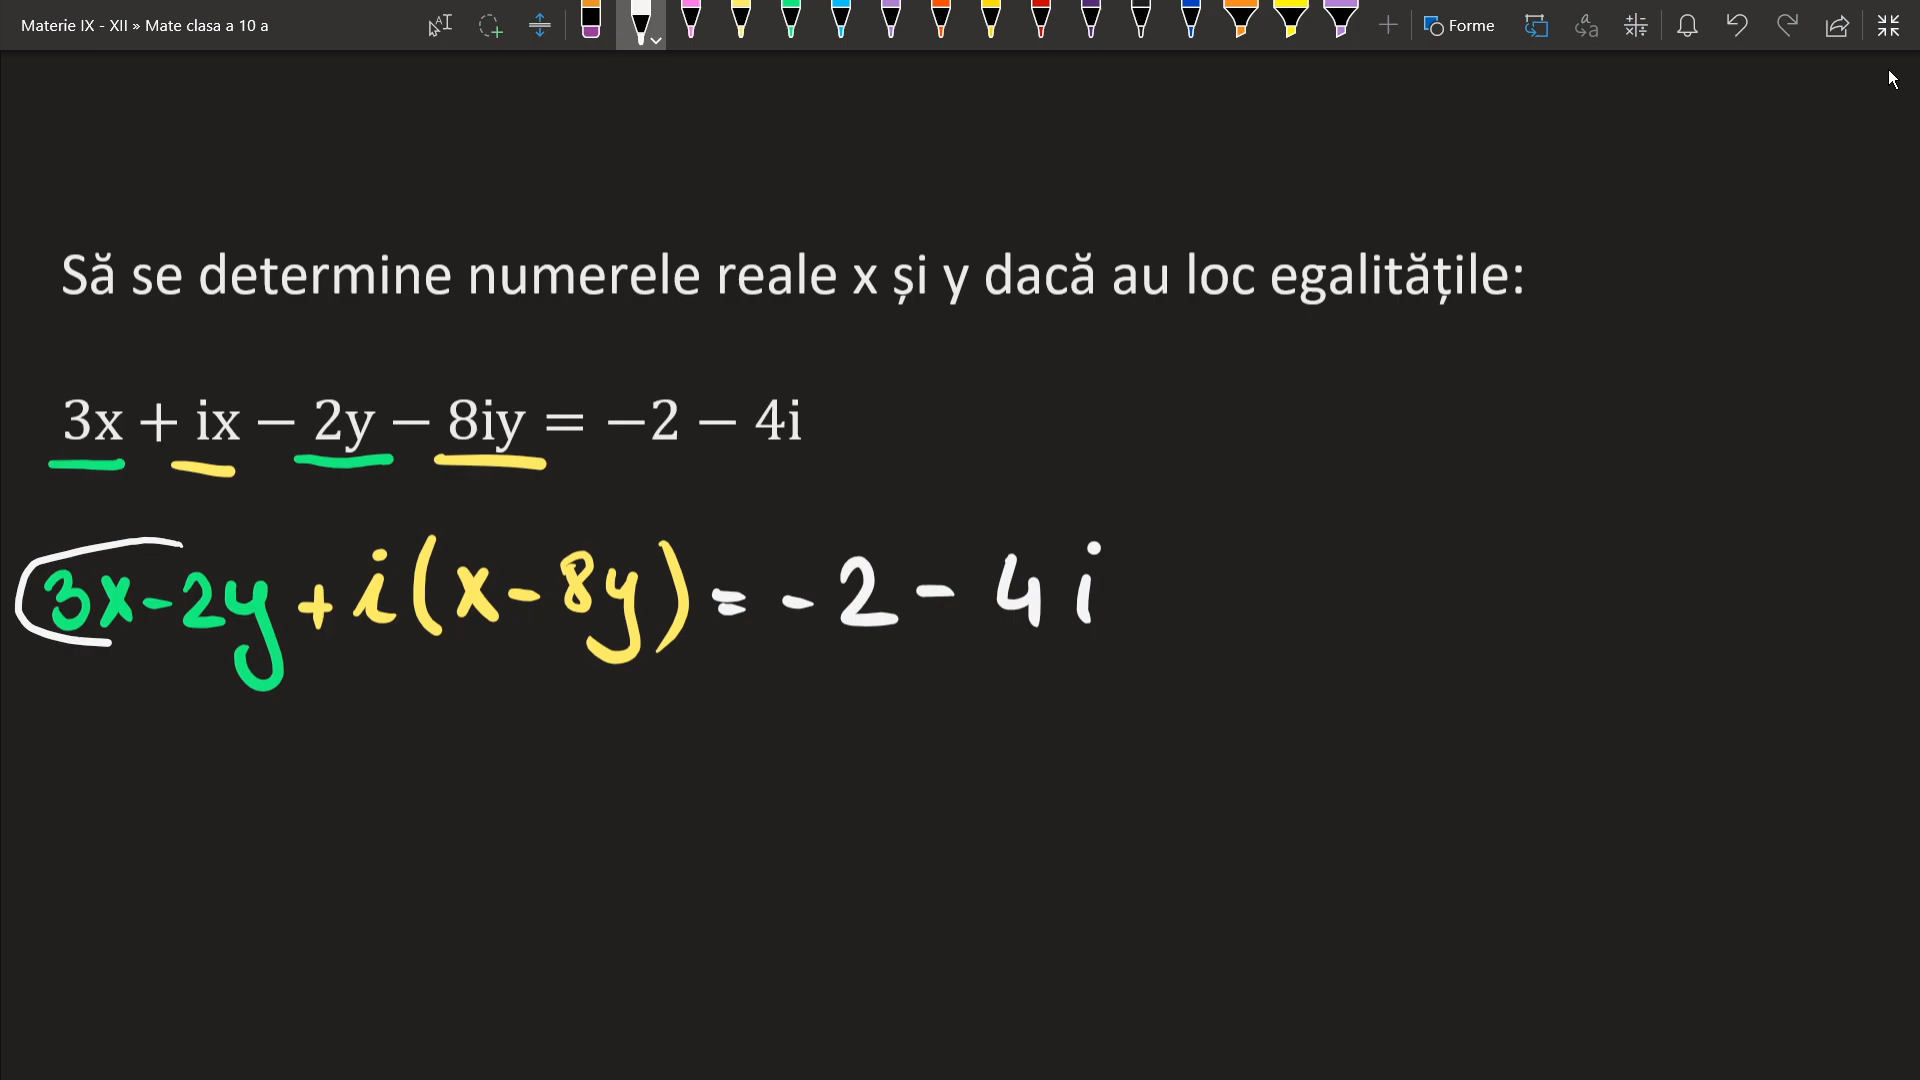 Materie IX - XII » Mate clasa a 10 a
Forme
Să se determine numerele reale x și y dacă au loc egalitățile:
3x + ix − 2y − 8iy = −2 − 4i
3x - 2y + i(x - 8y) = - 2 - 4i